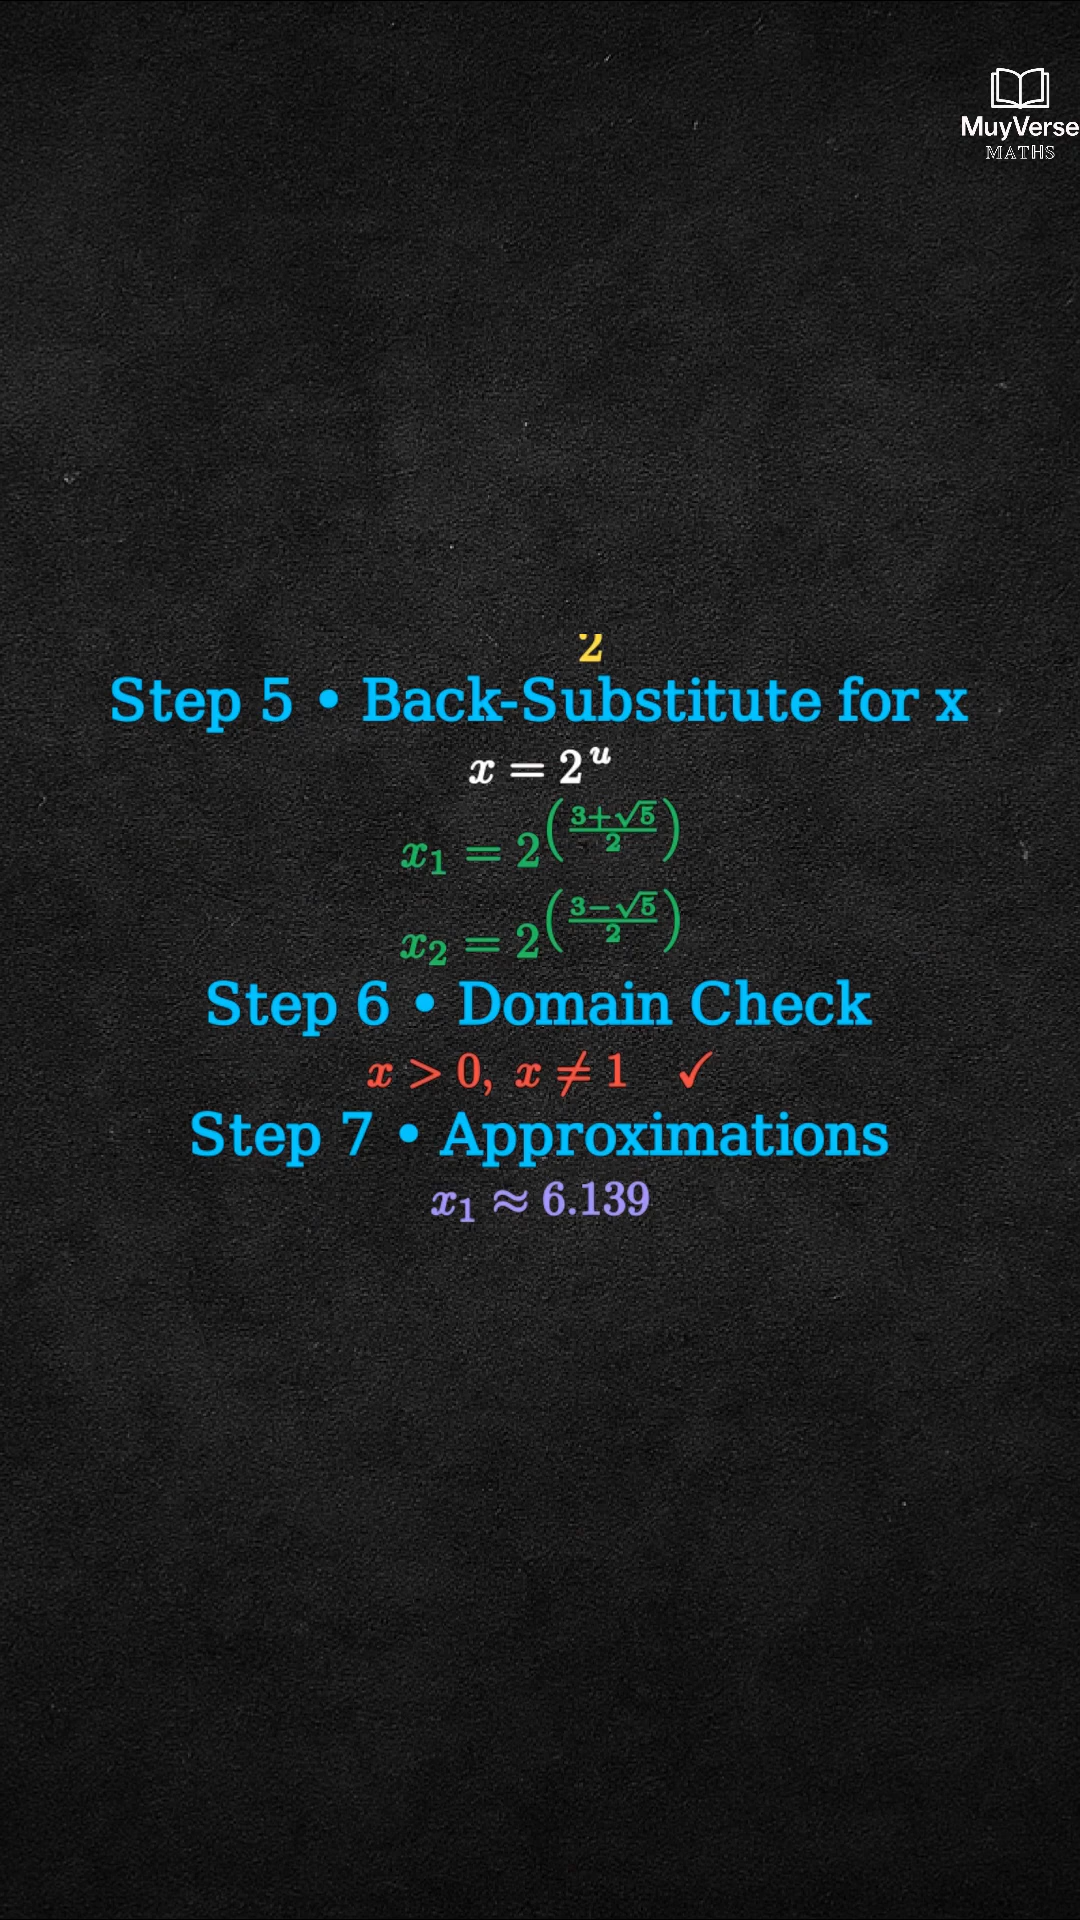 MuyVerse
MATHS
2
Step 5 • Back-Substitute for x
x = 2^u
x₁ = 2^((3+√5)/2)
x₂ = 2^((3−√5)/2)
Step 6 • Domain Check
x > 0, x ≠ 1 ✓
Step 7 • Approximations
x₁ ≈ 6.139